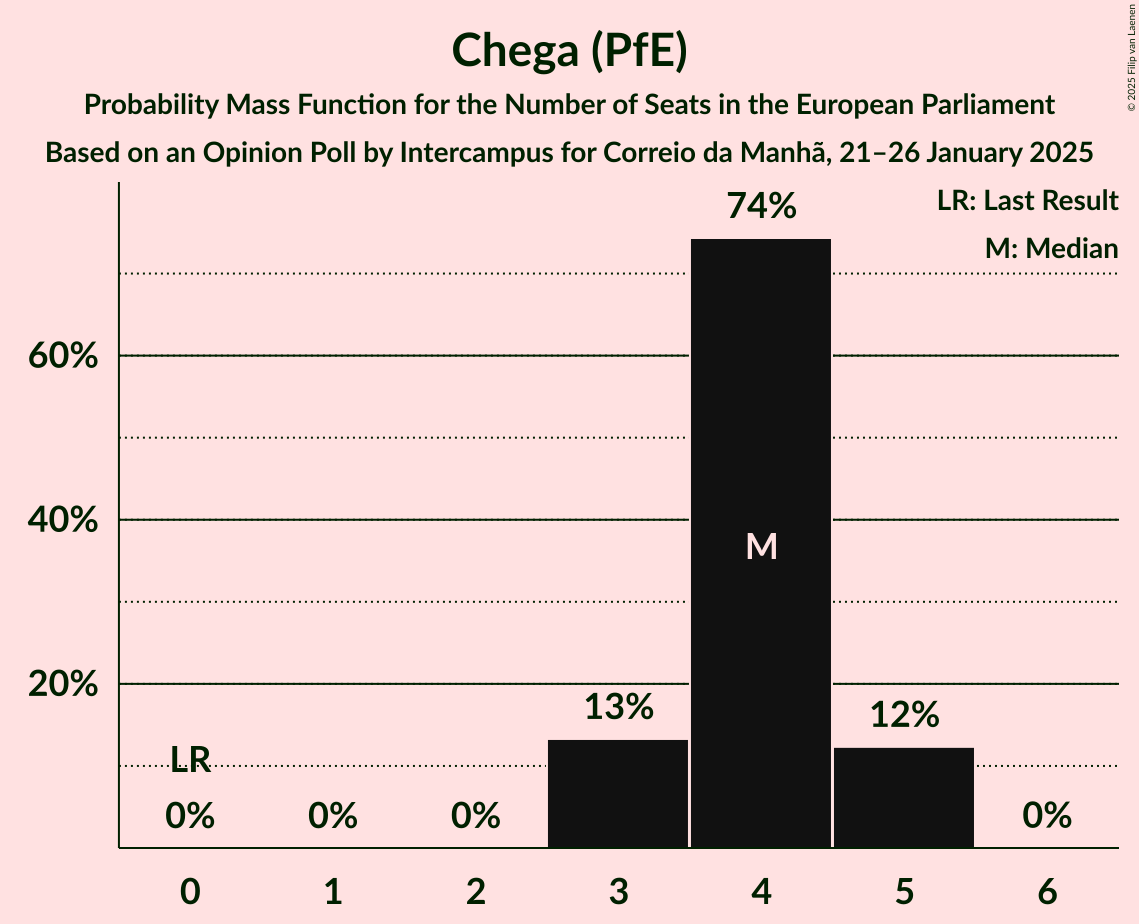 Chega (PfE)
Probability Mass Function for the Number of Seats in the European Parliament
Based on an Opinion Poll by Intercampus for Correio da Manhã, 21–26 January 2025
© 2025 Filip van Laenen
LR: Last Result
M: Median
74%
60%
40%
M
20%
13%
12%
LR
0%
0%
0%
0%
0
1
2
3
4
5
6